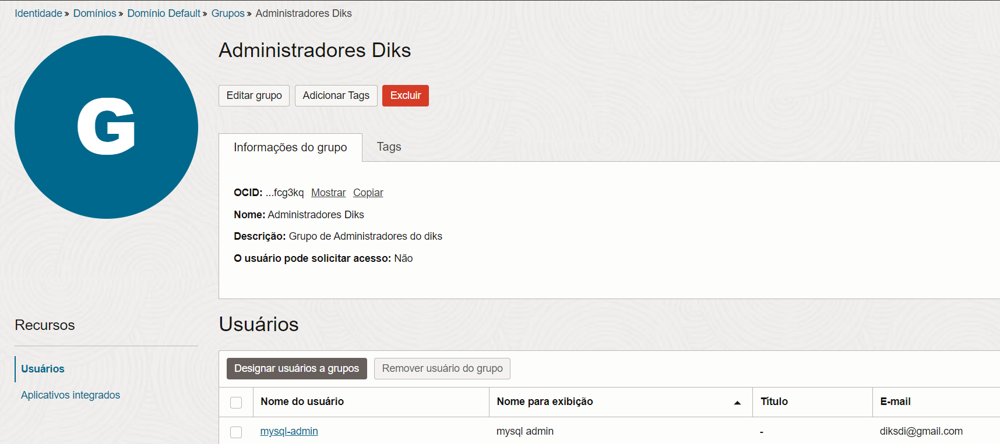 Identidade » Domínios » Domínio Default » Grupos » Administradores Diks
G
Administradores Diks
Editar grupo Adicionar Tags Excluir
Informações do grupo Tags
OCID: ...fcg3kq Mostrar Copiar
Nome: Administradores Diks
Descrição: Grupo de Administradores do diks
O usuário pode solicitar acesso: Não
Recursos
Usuários
Aplicativos integrados
Usuários
Designar usuários a grupos Remover usuário do grupo
Nome do usuário Nome para exibição Título E-mail
mysql-admin mysql admin - diksdi@gmail.com